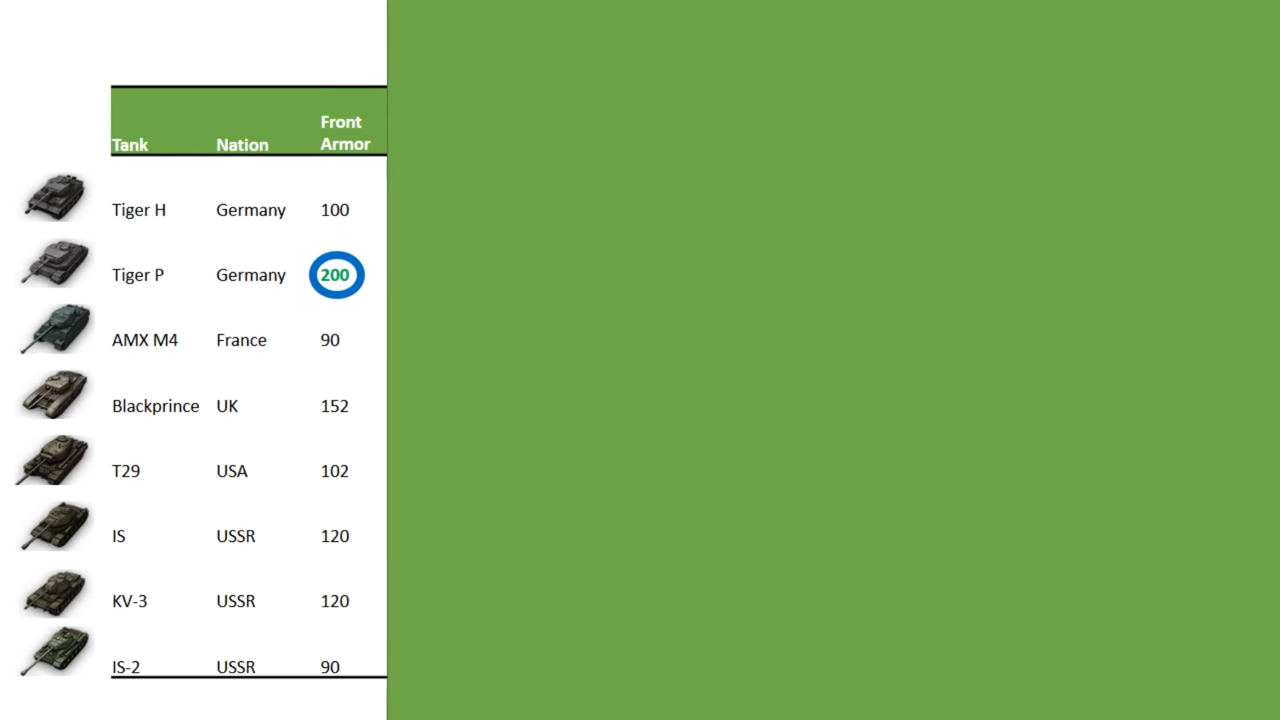 Tank Nation Front Armor
Tiger H Germany 100
Tiger P Germany 200
AMX M4 France 90
Blackprince UK 152
T29 USA 102
IS USSR 120
KV-3 USSR 120
IS-2 USSR 90